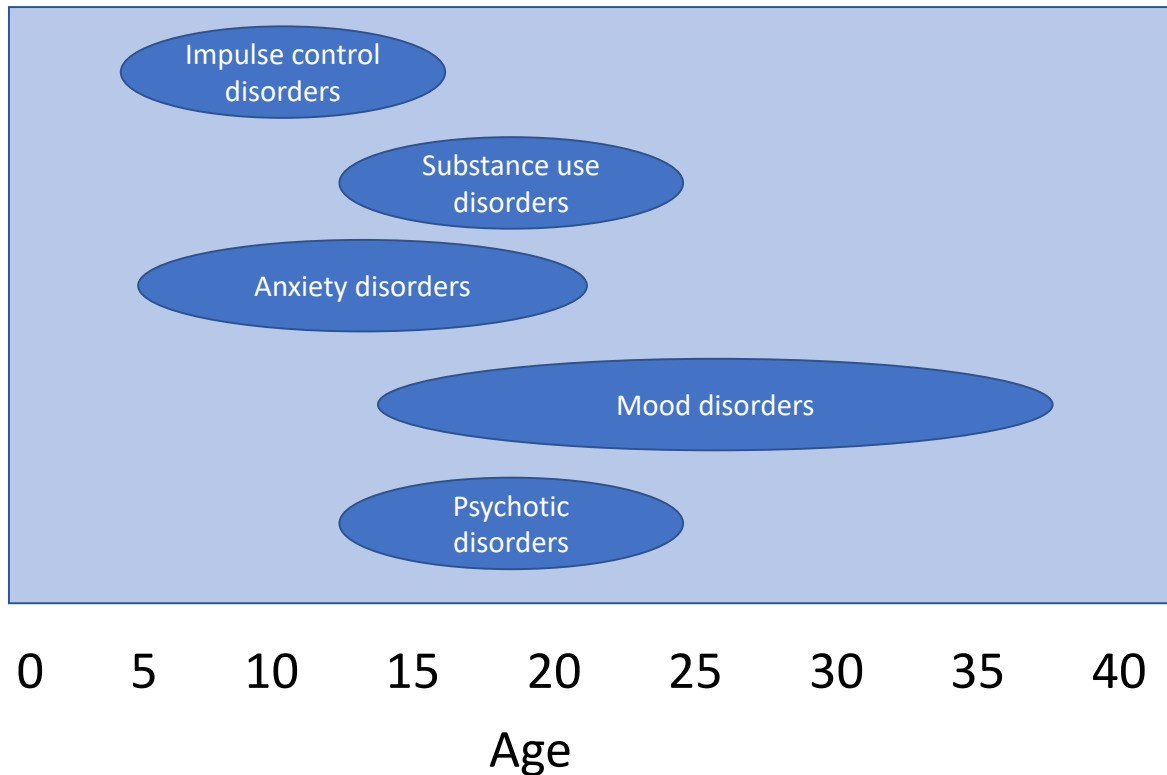 Impulse control
disorders
Substance use
disorders
Anxiety disorders
Mood disorders
Psychotic
disorders
0 5 10 15 20 25 30 35 40
Age